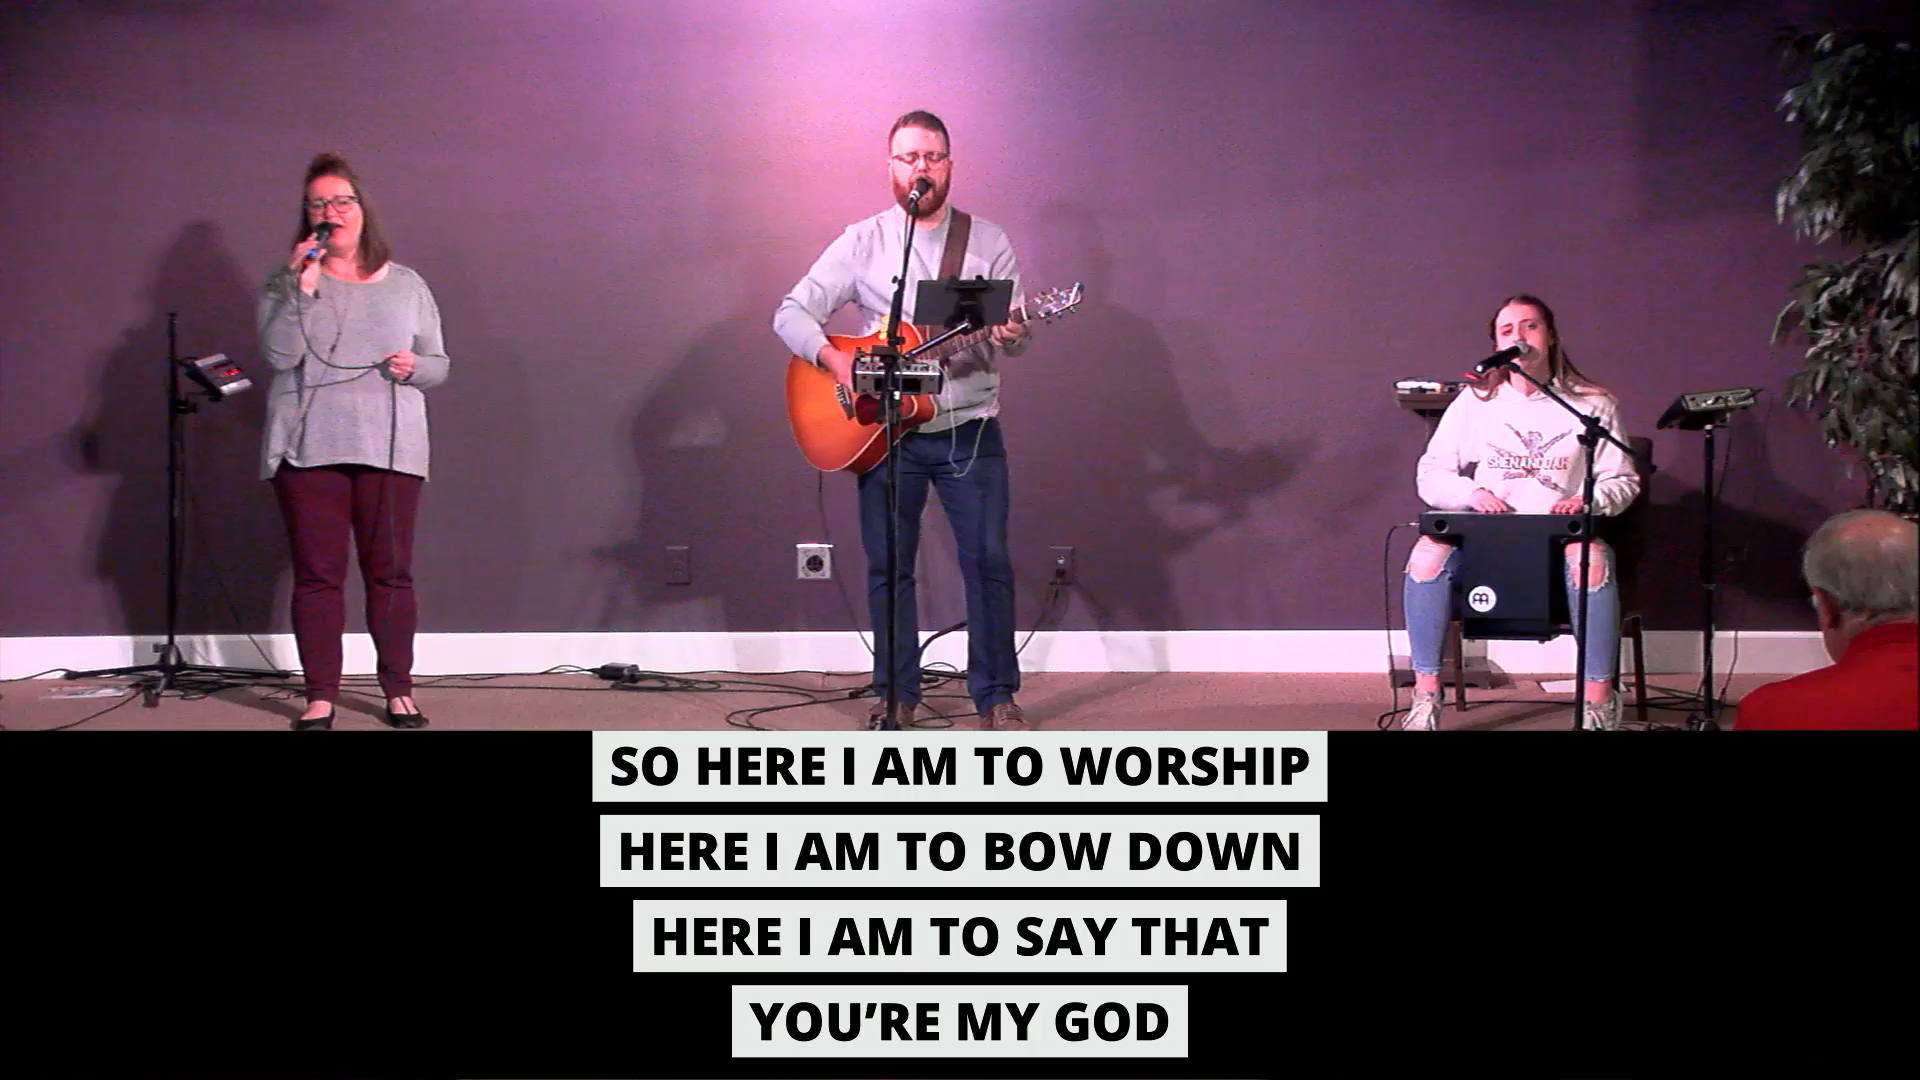 SHENANDOAH
SO HERE I AM TO WORSHIP
HERE I AM TO BOW DOWN
HERE I AM TO SAY THAT
YOU'RE MY GOD